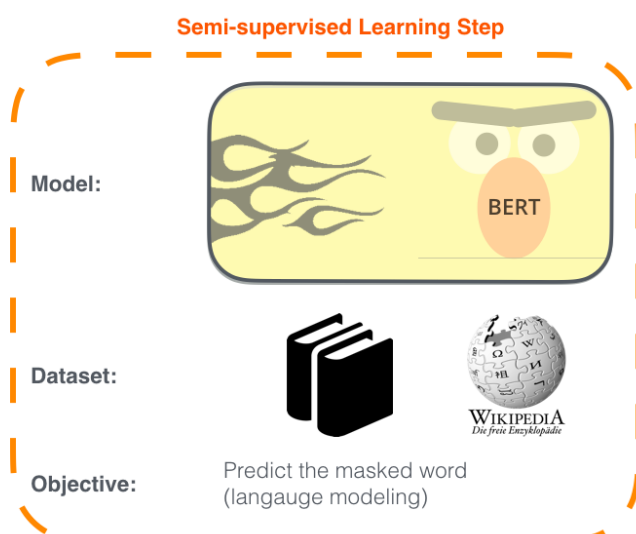 Semi-supervised Learning Step
Model:
BERT
Dataset:
WIKIPEDIA
Die freie Enzyklopädie
Objective:
Predict the masked word
(langauge modeling)